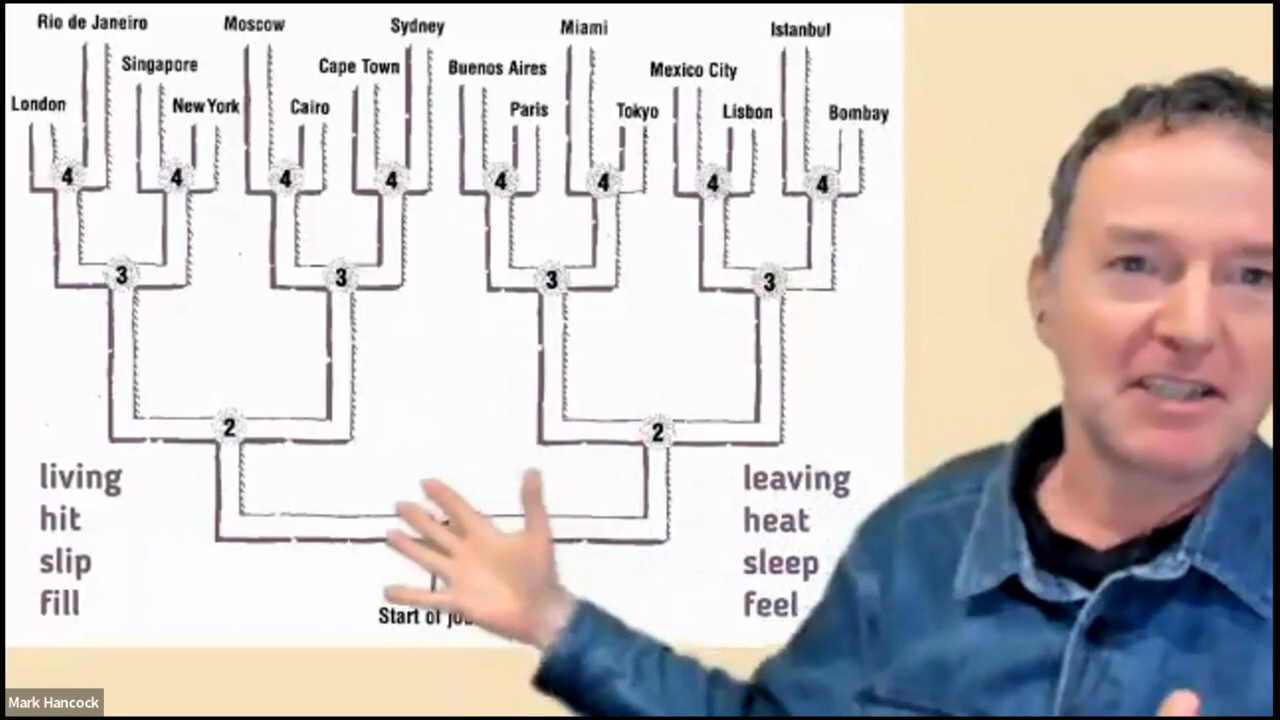 Rio de Janeiro
Moscow
Sydney
Miami
Istanbul
Singapore
Cape Town
Buenos Aires
Mexico City
London
New York
Cairo
Paris
Tokyo
Lisbon
Bombay
4 4 4 4 4 4 4 4
3 3 3 3
2 2
living
hit
slip
fill
leaving
heat
sleep
feel
Start of
Mark Hancock